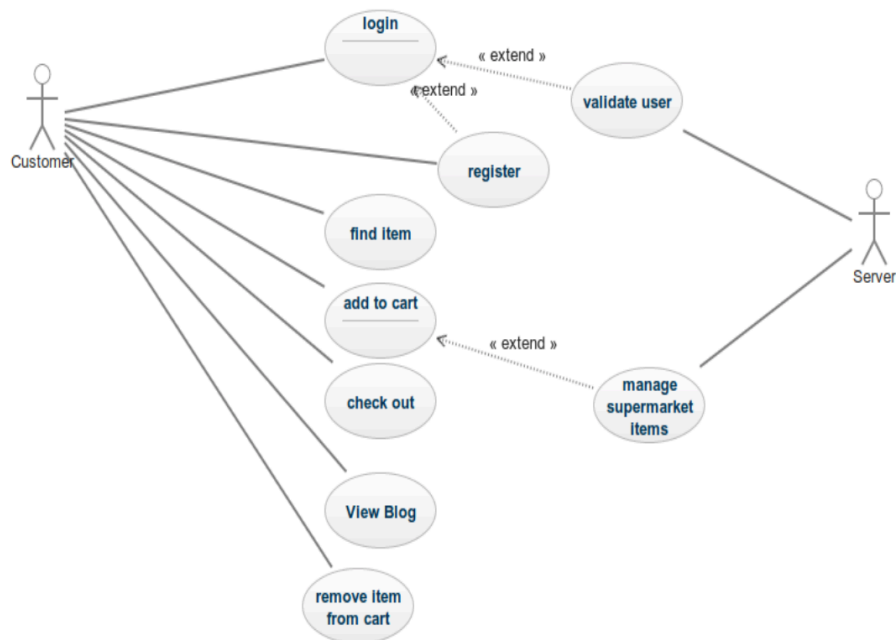 login
« extend »
« extend »
validate user
Customer
register
find item
Server
add to cart
« extend »
check out
manage
supermarket
items
View Blog
remove item
from cart